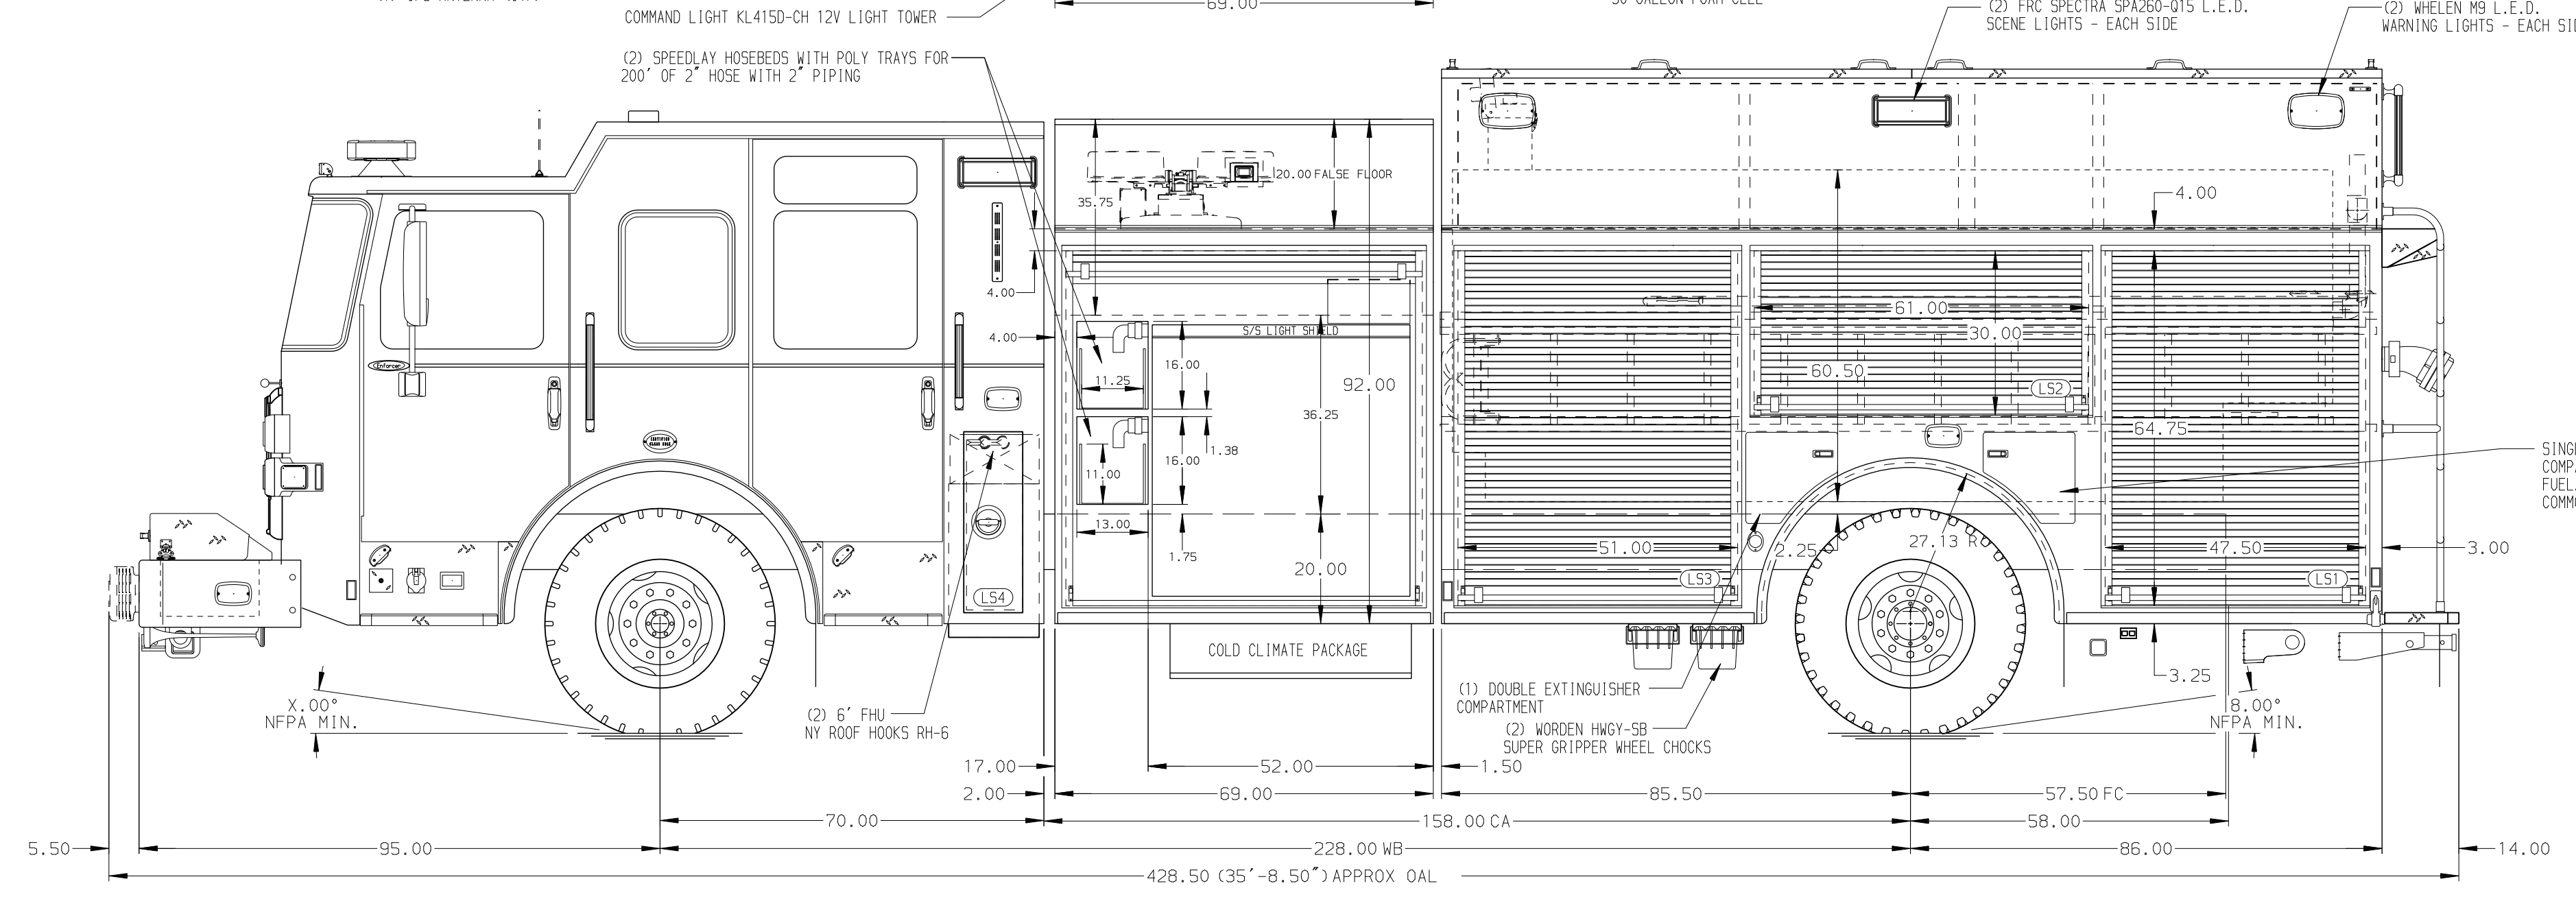 COMMAND LIGHT KL415D-CH 12V LIGHT TOWER
69.00
(2) FRC SPECTRA SPA260-Q15 L.E.D.
SCENE LIGHTS - EACH SIDE
(2) WHELEN M9 L.E.D.
WARNING LIGHTS - EACH
(2) SPEEDLAY HOSEBEDS WITH POLY TRAYS FOR
200' OF 2" HOSE WITH 2" PIPING
20.00 FALSE FLOOR
35.75
4.00
4.00
4.00
S/S LIGHT SHIELD
61.00
30.00
Enforcer
16.00
11.25
92.00
60.50
LS2
36.25
1.38
64.75
16.00
11.00
13.00
1.75
20.00
51.00
2.25
27.13 R
47.50
3.00
LS4
LS3
LS1
COLD CLIMATE PACKAGE
3.25
X.00°
NFPA MIN.
(2) 6' FHU
NY ROOF HOOKS RH-6
(1) DOUBLE EXTINGUISHER
COMPARTMENT
(2) WORDEN HWGY-SB
SUPER GRIPPER WHEEL CHOCKS
8.00°
NFPA MIN.
17.00
52.00
1.50
2.00
69.00
85.50
57.50 FC
70.00
158.00 CA
58.00
5.50
95.00
228.00 WB
86.00
14.00
428.50 (35'-8.50") APPROX OAL